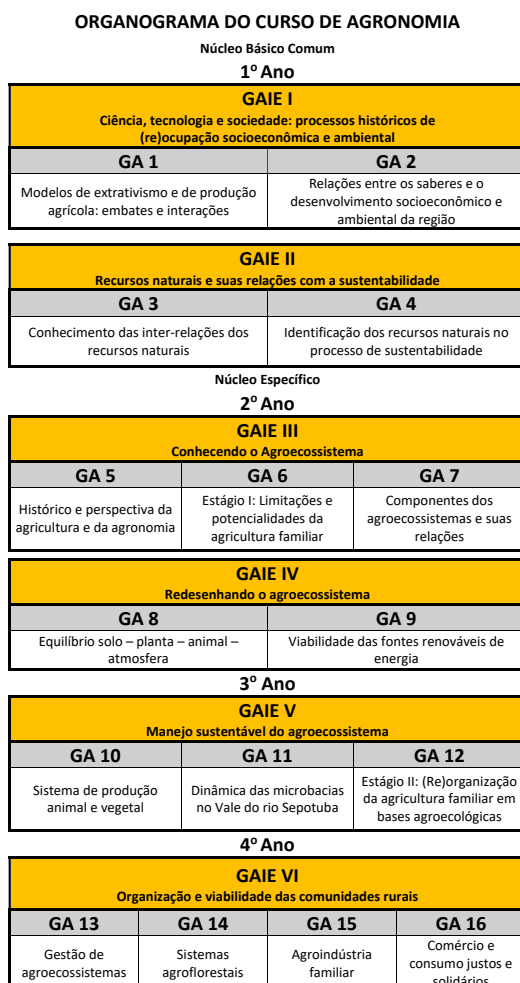 ORGANOGRAMA DO CURSO DE AGRONOMIA
Núcleo Básico Comum
1º Ano
GAIE I
Ciência, tecnologia e sociedade: processos históricos de
(re)ocupação socioeconômica e ambiental
GA 1
GA 2
Modelos de extrativismo e de produção
agrícola: embates e interações
Relações entre os saberes e o
desenvolvimento socioeconômico e
ambiental da região
GAIE II
Recursos naturais e suas relações com a sustentabilidade
GA 3
GA 4
Conhecimento das inter-relações dos
recursos naturais
Identificação dos recursos naturais no
processo de sustentabilidade
Núcleo Específico
2º Ano
GAIE III
Conhecendo o Agroecossistema
GA 5
GA 6
GA 7
Histórico e perspectiva da
agricultura e da agronomia
Estágio I: Limitações e
potencialidades da
agricultura familiar
Componentes dos
agroecossistemas e suas
relações
GAIE IV
Redesenhando o agroecossistema
GA 8
GA 9
Equilíbrio solo – planta – animal –
atmosfera
Viabilidade das fontes renováveis de
energia
3º Ano
GAIE V
Manejo sustentável do agroecossistema
GA 10
GA 11
GA 12
Sistema de produção
animal e vegetal
Dinâmica das microbacias
no Vale do rio Sepotuba
Estágio II: (Re)organização
da agricultura familiar em
bases agroecológicas
4º Ano
GAIE VI
Organização e viabilidade das comunidades rurais
GA 13
GA 14
GA 15
GA 16
Gestão de
agroecossistemas
Sistemas
agroflorestais
Agroindústria
familiar
Comércio e
consumo justos e
solidários